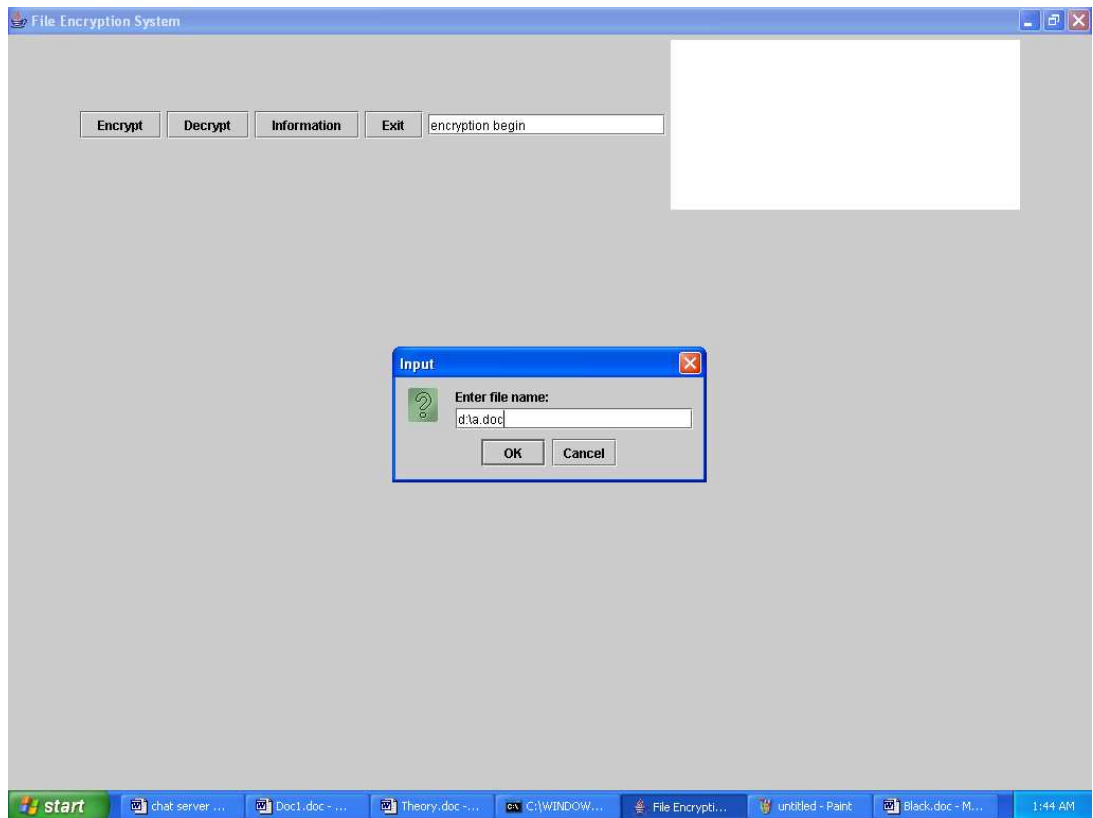 File Encryption System
Encrypt Decrypt Information Exit encryption begin
Input
Enter file name:
d:\a.doc
OK Cancel
start chat server ... Doc1.doc - ... Theory.doc -... C:\WINDOW... File Encrypti... untitled - Paint Black.doc - M... 1:44 AM